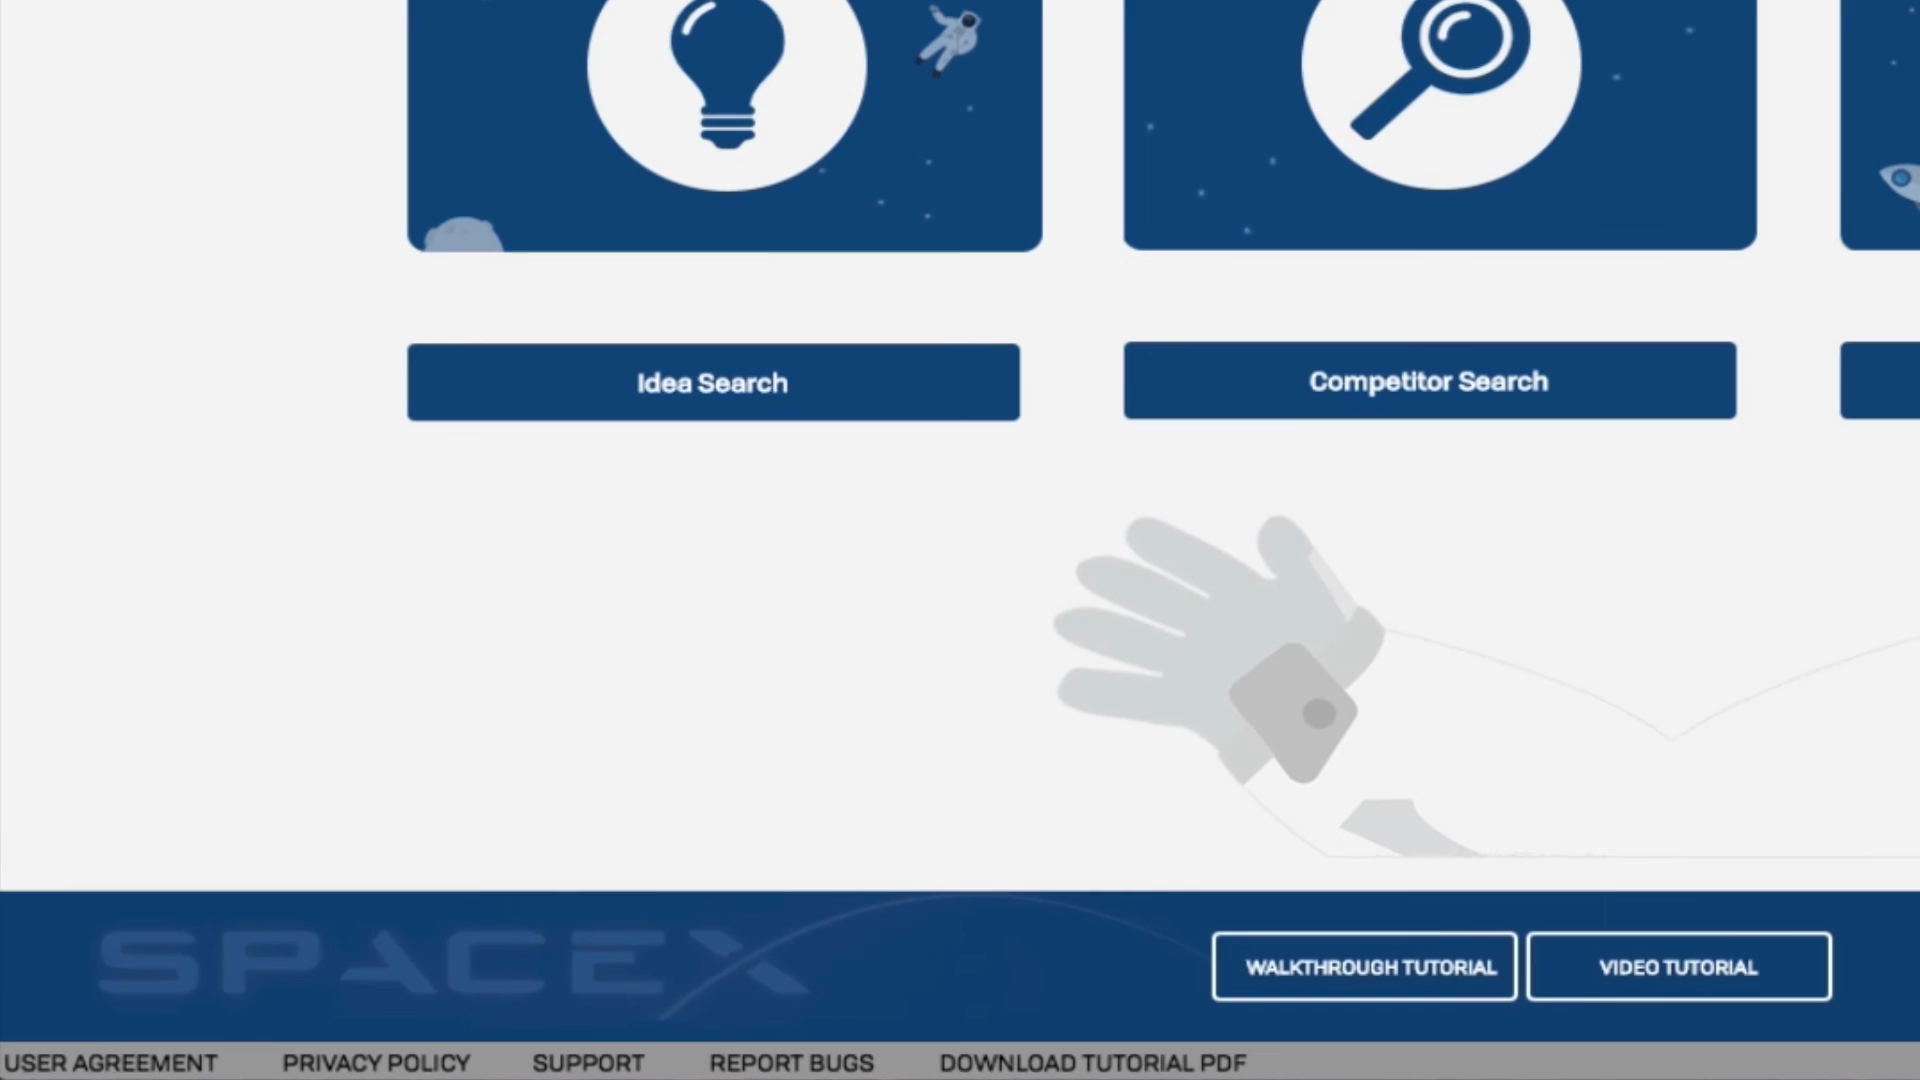 Idea Search
Competitor Search
SPACEX
WALKTHROUGH TUTORIAL
VIDEO TUTORIAL
USER AGREEMENT
PRIVACY POLICY
SUPPORT
REPORT BUGS
DOWNLOAD TUTORIAL PDF